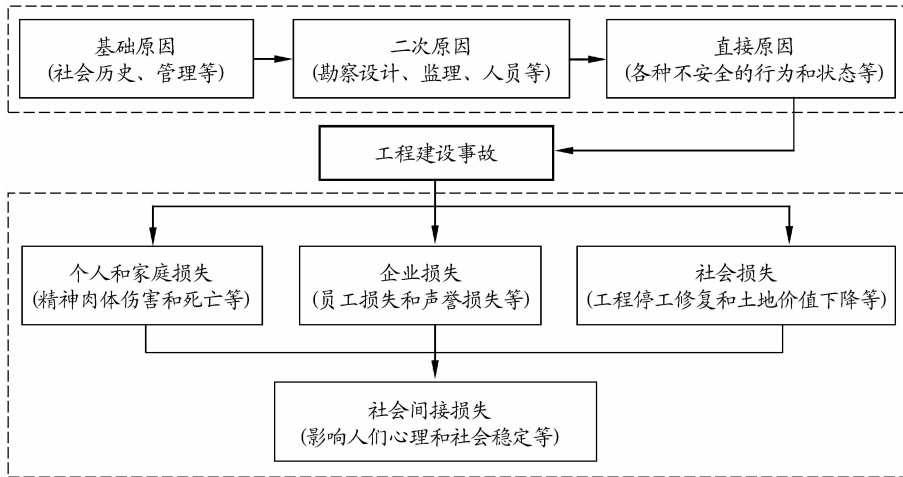 基础原因
(社会历史、管理等)
二次原因
(勘察设计、监理、人员等)
直接原因
(各种不安全的行为和状态等)
工程建设事故
个人和家庭损失
(精神肉体伤害和死亡等)
企业损失
(员工损失和声誉损失等)
社会损失
(工程停工修复和土地价值下降等)
社会间接损失
(影响人们心理和社会稳定等)